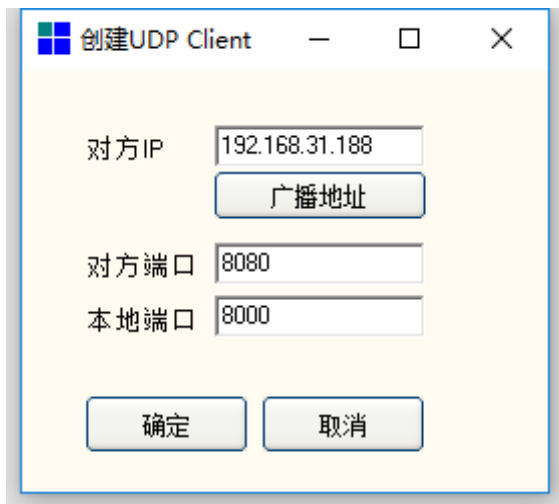 创建UDP Client
对方IP 192.168.31.188
广播地址
对方端口 8080
本地端口 8000
确定 取消